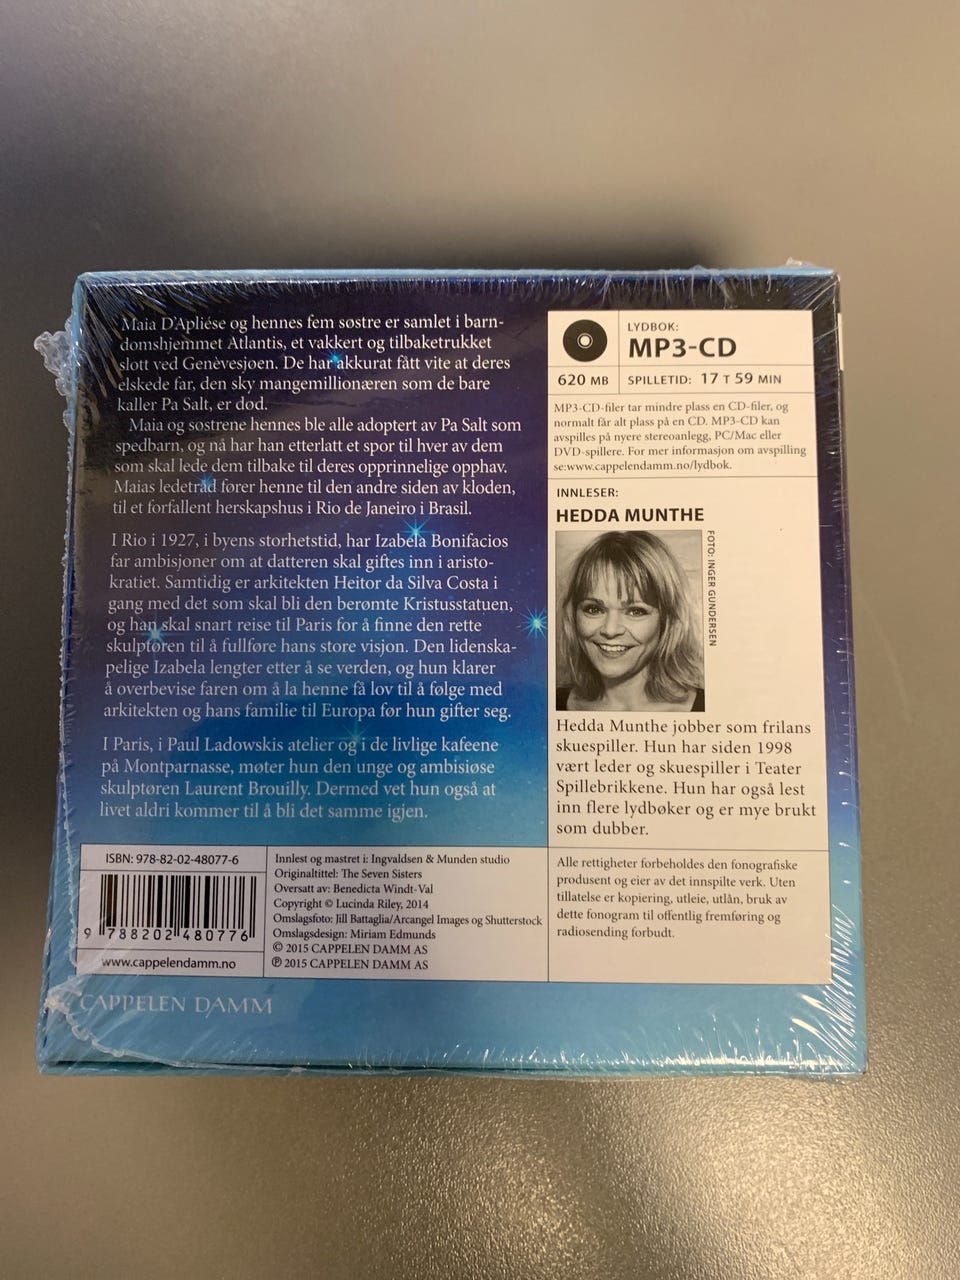 Maia D'Apliése og hennes fem søstre er samlet i barn-
domshjemmet Atlantis, et vakkert og tilbaketrukket
slott ved Genèvesjøen. De har akkurat fått vite at deres
elskede far, den sky mangemillionæren som de bare
kaller Pa Salt, er død.
Maia og søstrene hennes ble alle adoptert av Pa Salt som
spedbarn, og nå har han etterlatt et spor til hver av dem
som skal lede dem tilbake til deres opprinnelige opphav.
Maias ledetråd fører henne til den andre siden av kloden,
til et forfallent herskapshus i Rio de Janeiro i Brasil.
I Rio i 1927, i byens storhetstid, har Izabela Bonifacios
far ambisjoner om at datteren skal giftes inn i aristo-
kratiet. Samtidig er arkitekten Heitor da Silva Costa i
gang med det som skal bli den berømte Kristusstatuen,
og han skal snart reise til Paris for å finne den rette
skulptøren til å fullføre hans store visjon. Den lidenska-
pelige Izabela lengter etter å se verden, og hun klarer
å overbevise faren om å la henne få lov til å følge med
arkitekten og hans familie til Europa før hun gifter seg.
I Paris, i Paul Ladowskis atelier og i de livlige kafeene
på Montparnasse, møter hun den unge og ambisiøse
skulptøren Laurent Brouilly. Dermed vet hun også at
livet aldri kommer til å bli det samme igjen.
LYDBOK:
MP3-CD
620 MB
SPILLETID: 17 T 59 MIN
MP3-CD-filer tar mindre plass en CD-filer, og
normalt får alt plass på en CD. MP3-CD kan
avspilles på nyere stereoanlegg, PC/Mac eller
DVD-spillere. For mer informasjon om avspilling
se:www.cappelendamm.no/lydbok.
INNLESER:
HEDDA MUNTHE
FOTO: INGER GUNDERSEN
Hedda Munthe jobber som frilans
skuespiller. Hun har siden 1998
vært leder og skuespiller i Teater
Spillebrikkene. Hun har også lest
inn flere lydbøker og er mye brukt
som dubber.
ISBN: 978-82-02-48077-6
9 788202 480776
www.cappelendamm.no
Innlest og mastret i: Ingvaldsen & Munden studio
Originaltittel: The Seven Sisters
Oversatt av: Benedicta Windt-Val
Copyright © Lucinda Riley, 2014
Omslagsfoto: Jill Battaglia/Arcangel Images og Shutterstock
Omslagsdesign: Miriam Edmunds
© 2015 CAPPELEN DAMM AS
℗ 2015 CAPPELEN DAMM AS
Alle rettigheter forbeholdes den fonografiske
produsent og eier av det innspilte verk. Uten
tillatelse er kopiering, utleie, utlån, bruk av
dette fonogram til offentlig fremføring og
radiosending forbudt.
CAPPELEN DAMM